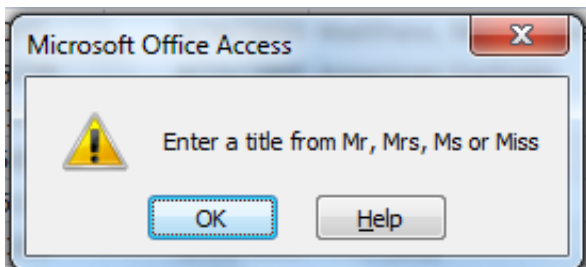 Microsoft Office Access
Enter a title from Mr, Mrs, Ms or Miss
OK
Help